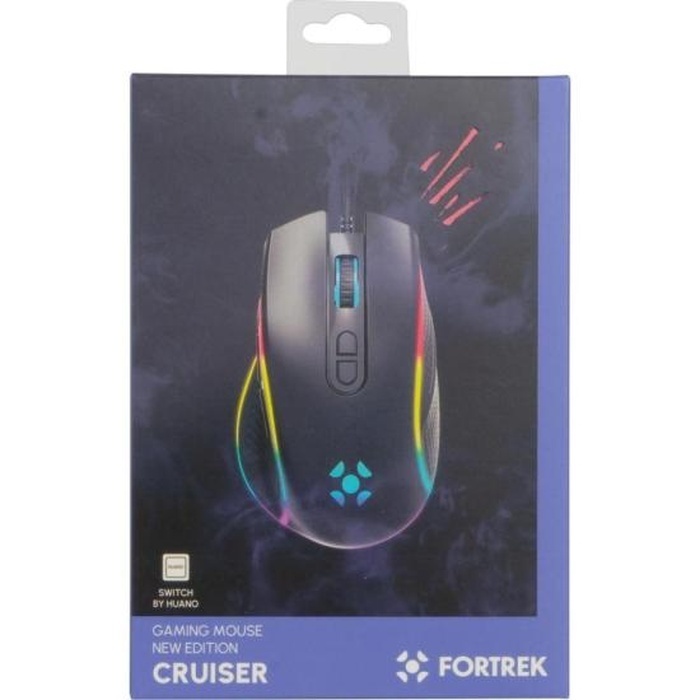 SWITCH
BY HUANO
GAMING MOUSE
NEW EDITION
CRUISER
FORTREK